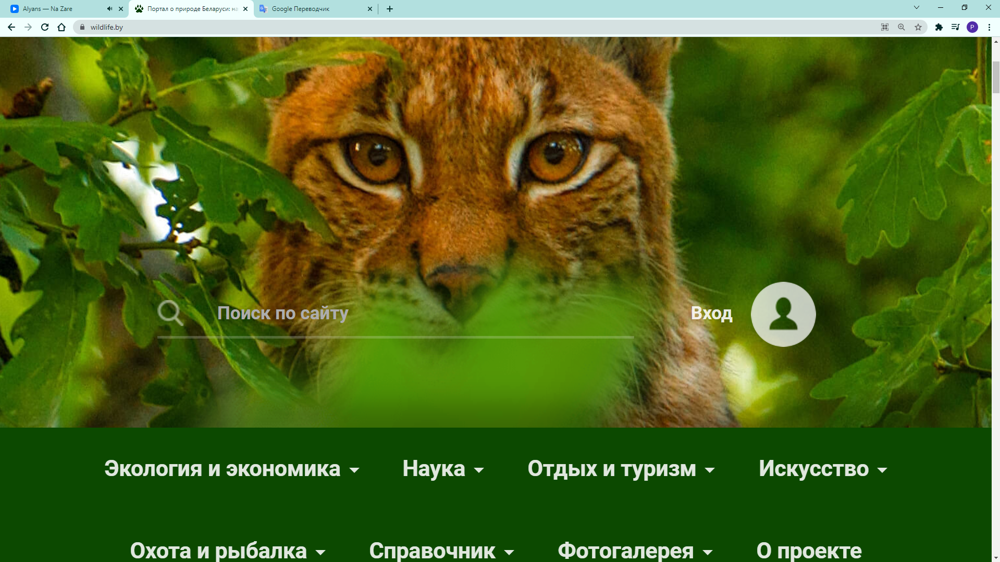 Alyans — Na Zare
Портал о природе Беларуси: на
Google Переводчик
wildlife.by
P
Поиск по сайту
Вход
Экология и экономика
Наука
Отдых и туризм
Искусство
Охота и рыбалка
Справочник
Фотогалерея
О проекте